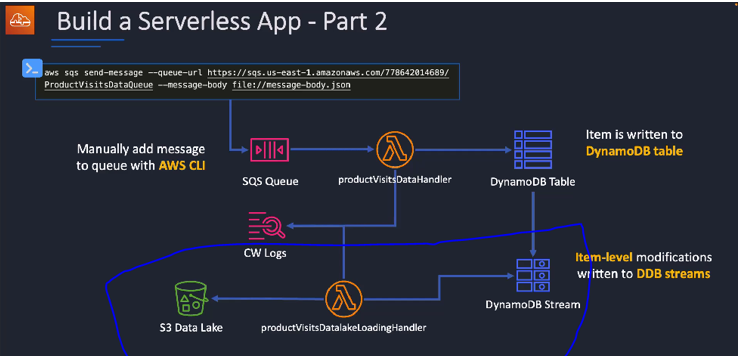 Build a Serverless App - Part 2
aws sqs send-message --queue-url https://sqs.us-east-1.amazonaws.com/778642014689/
ProductVisitsDataQueue --message-body file://message-body.json
Manually add message
to queue with AWS CLI
SQS Queue
productVisitsDataHandler
DynamoDB Table
Item is written to
DynamoDB table
CW Logs
Item-level modifications
written to DDB streams
S3 Data Lake
productVisitsDatalakeLoadingHandler
DynamoDB Stream